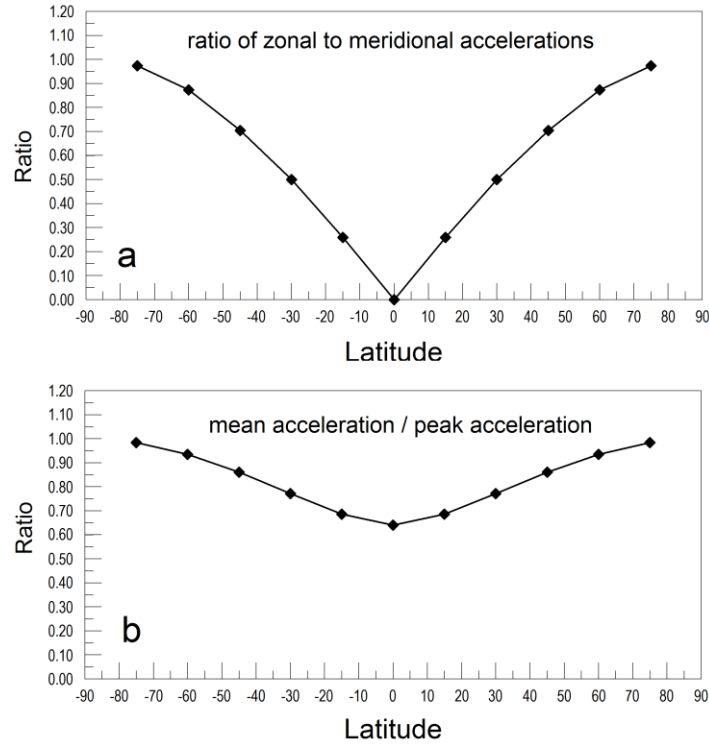 1.20
ratio of zonal to meridional accelerations
1.10
1.00
0.90
0.80
0.70
0.60
0.50
0.40
0.30
0.20
0.10
0.00
Ratio
a
-90 -80 -70 -60 -50 -40 -30 -20 -10 0 10 20 30 40 50 60 70 80 90
Latitude
1.20
mean acceleration / peak acceleration
1.10
1.00
0.90
0.80
0.70
0.60
0.50
0.40
0.30
0.20
0.10
0.00
Ratio
b
-90 -80 -70 -60 -50 -40 -30 -20 -10 0 10 20 30 40 50 60 70 80 90
Latitude